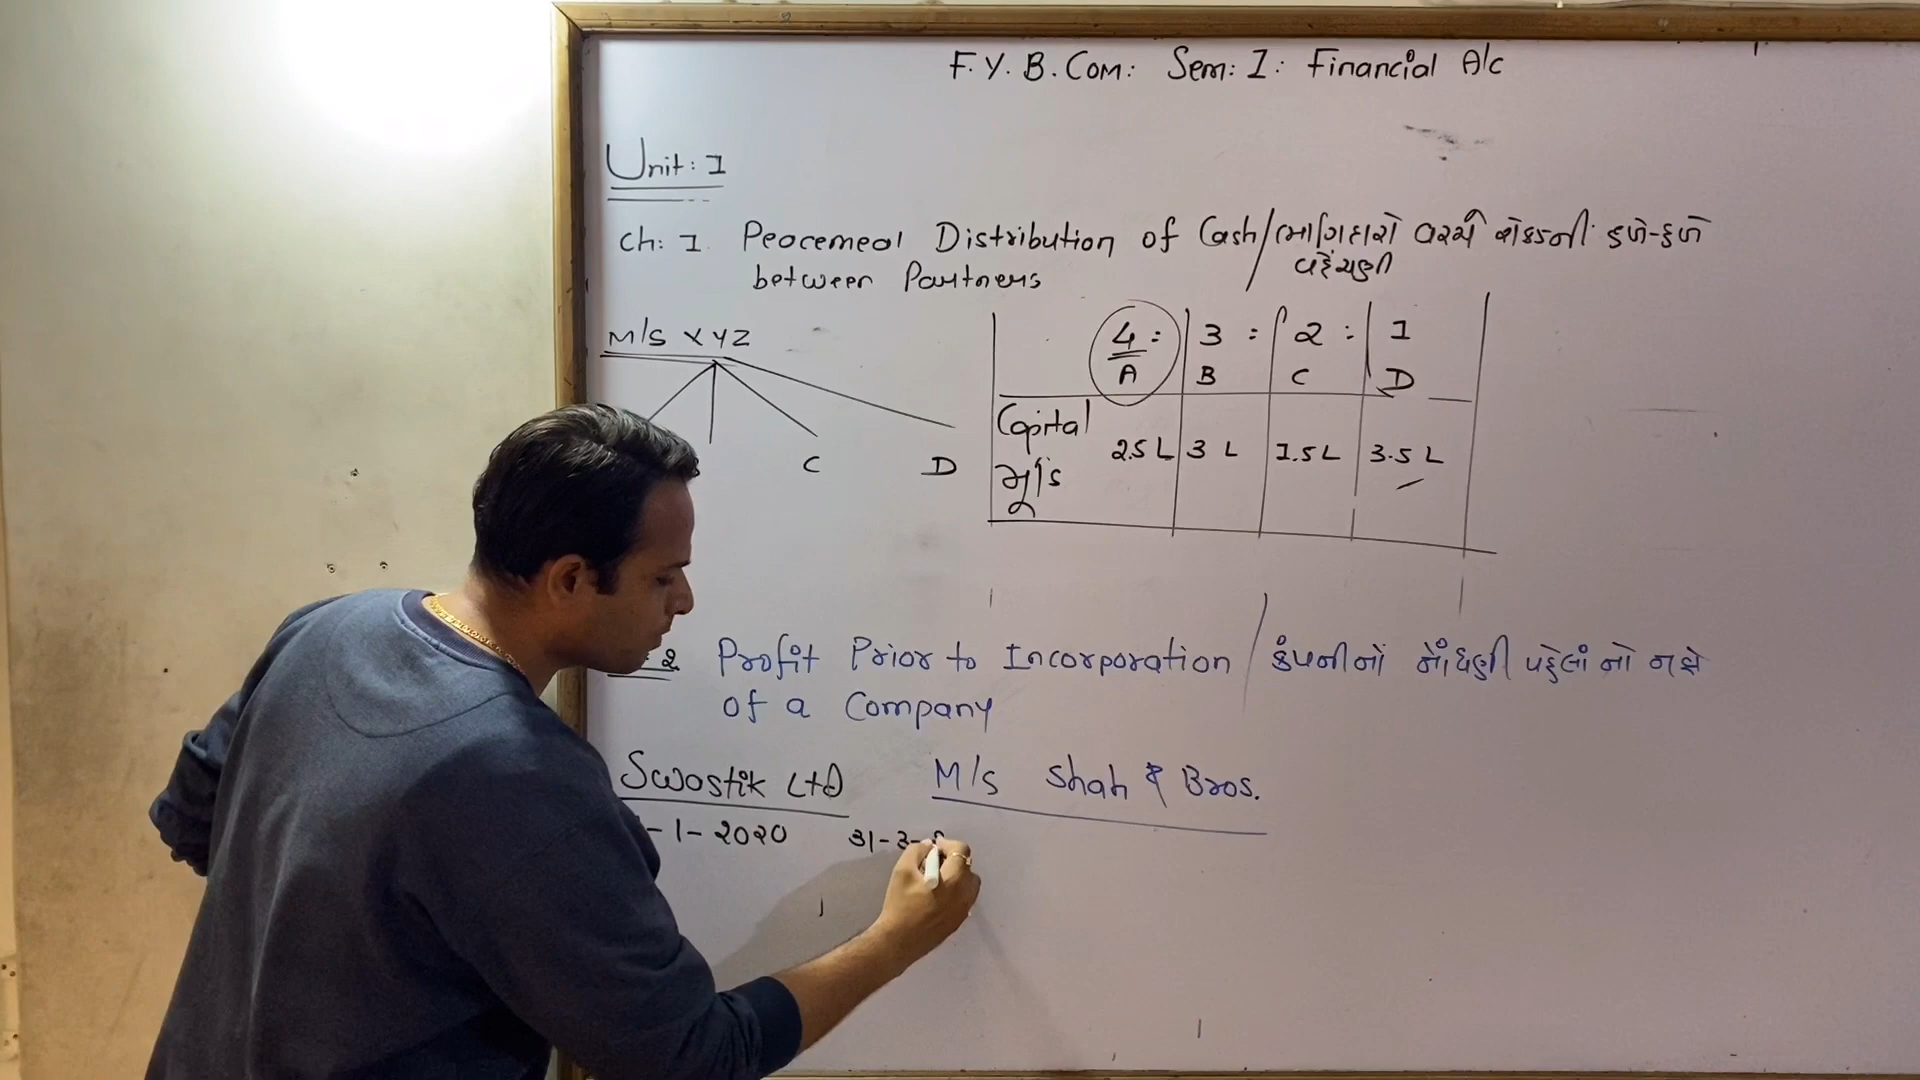 F.Y.B.Com: Sem: I: Financial A/c
Unit: I
Ch: I. Peacemeal Distribution of Cash / ભાગિદારો વચ્ચે રોકડની હપ્તે-હપ્તે
between Partners વહેંચણી
M/s XYZ
C D
4 : 3 : 2 : 1
A B C D
Capital
મૂ/દે 2.5 L 3 L 1.5 L 3.5 L
2 Profit Prior to Incorporation / કંપનીનાં નોંધણી પહેલાંનો નફો
of a Company
Swastik Ltd M/s Shah & Bros.
-1-2020 31-3-